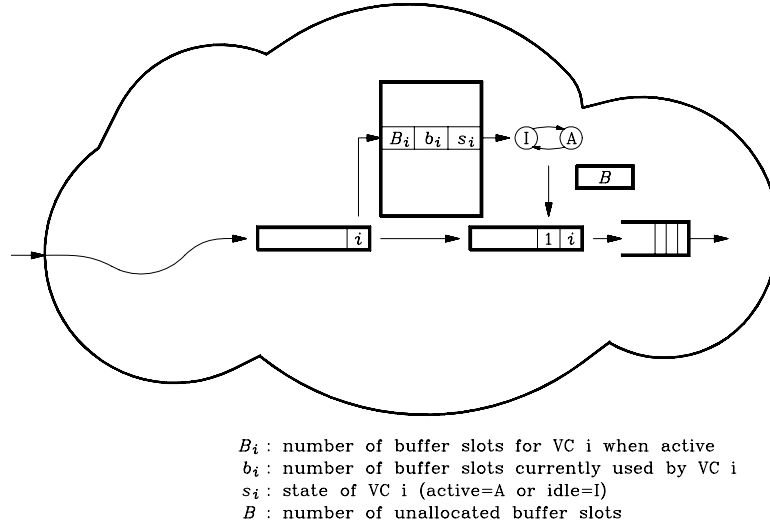 B_i b_i s_i I A
B
i 1 i
B_i : number of buffer slots for VC i when active
b_i : number of buffer slots currently used by VC i
s_i : state of VC i (active=A or idle=I)
B : number of unallocated buffer slots